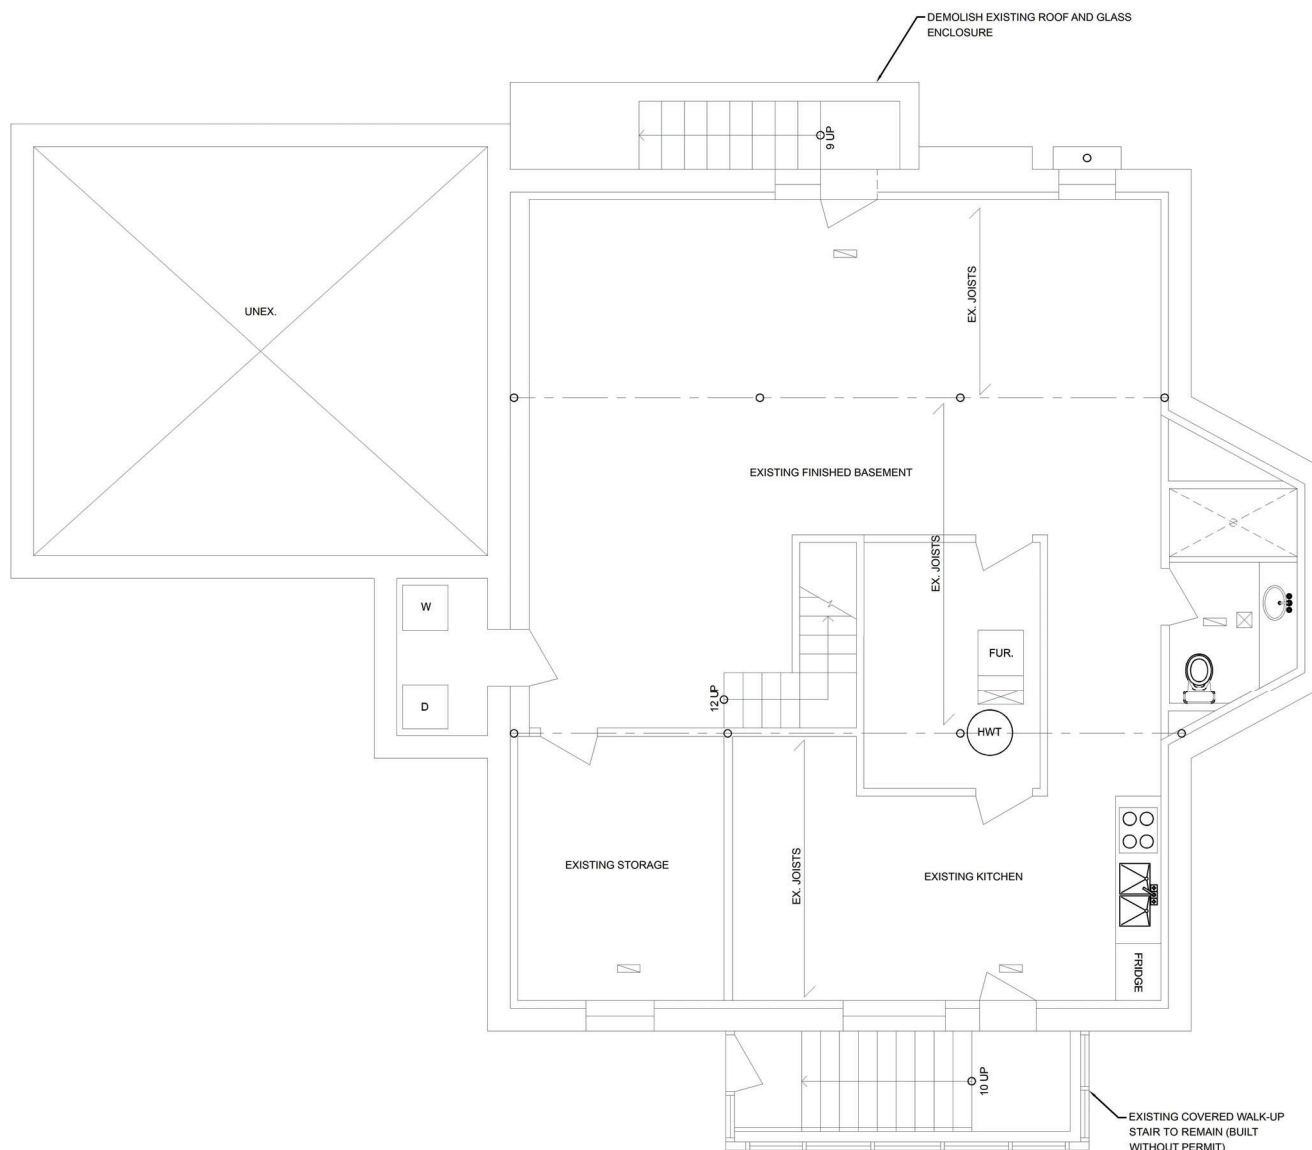 DEMOLISH EXISTING ROOF AND GLASS
ENCLOSURE
9 UP
UNEX.
EX. JOISTS
EXISTING FINISHED BASEMENT
EX. JOISTS
W
FUR.
D
12 UP
HWT
EXISTING STORAGE
EX. JOISTS
EXISTING KITCHEN
FRIDGE
10 UP
EXISTING COVERED WALK-UP
STAIR TO REMAIN (BUILT
WITHOUT PERMIT)